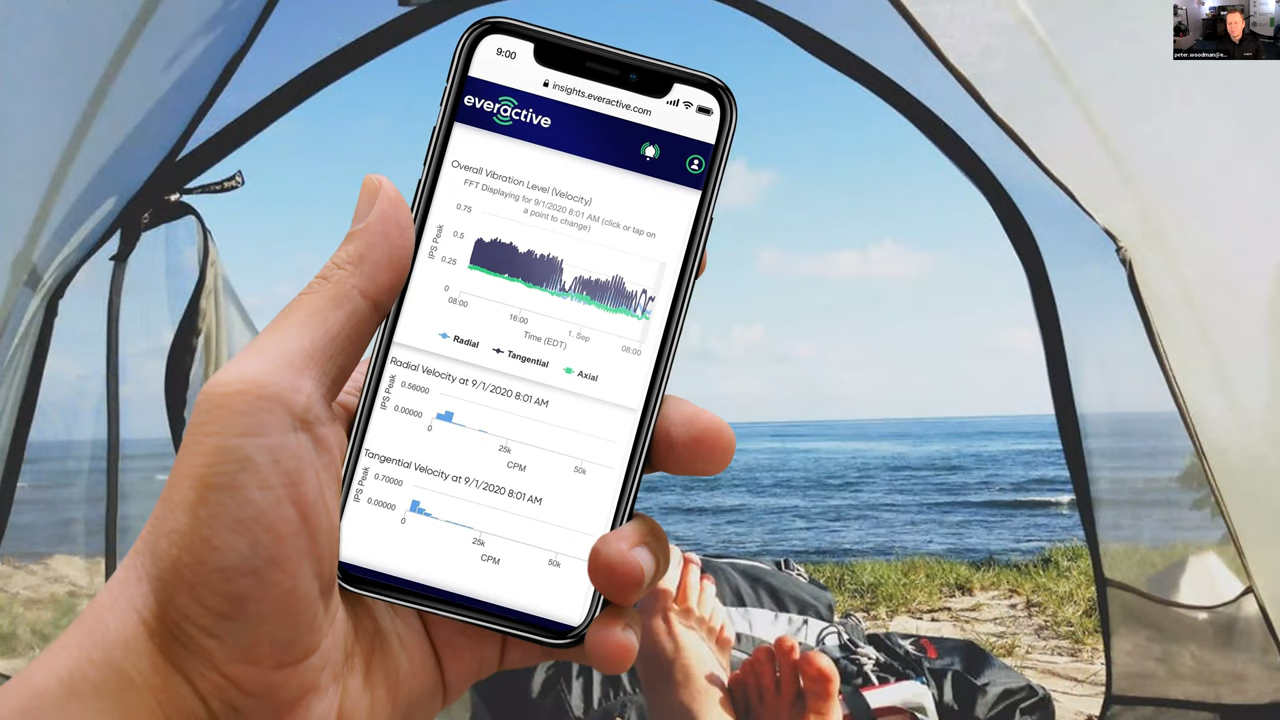 peter.woodman@e...
9:00
insights.everactive.com
everactive
Overall Vibration Level (Velocity)
FFT Displaying for 9/1/2020 8:01 AM (click or tap on
a point to change)
IPS Peak
0.75
0.5
0.25
0
08:00
16:00
1. Sep
08:00
Time (EDT)
Radial
Tangential
Axial
Radial Velocity at 9/1/2020 8:01 AM
IPS Peak
0.56000
0.00000
0
25k
50k
CPM
Tangential Velocity at 9/1/2020 8:01 AM
IPS Peak
0.70000
0.00000
0
25k
50k
CPM